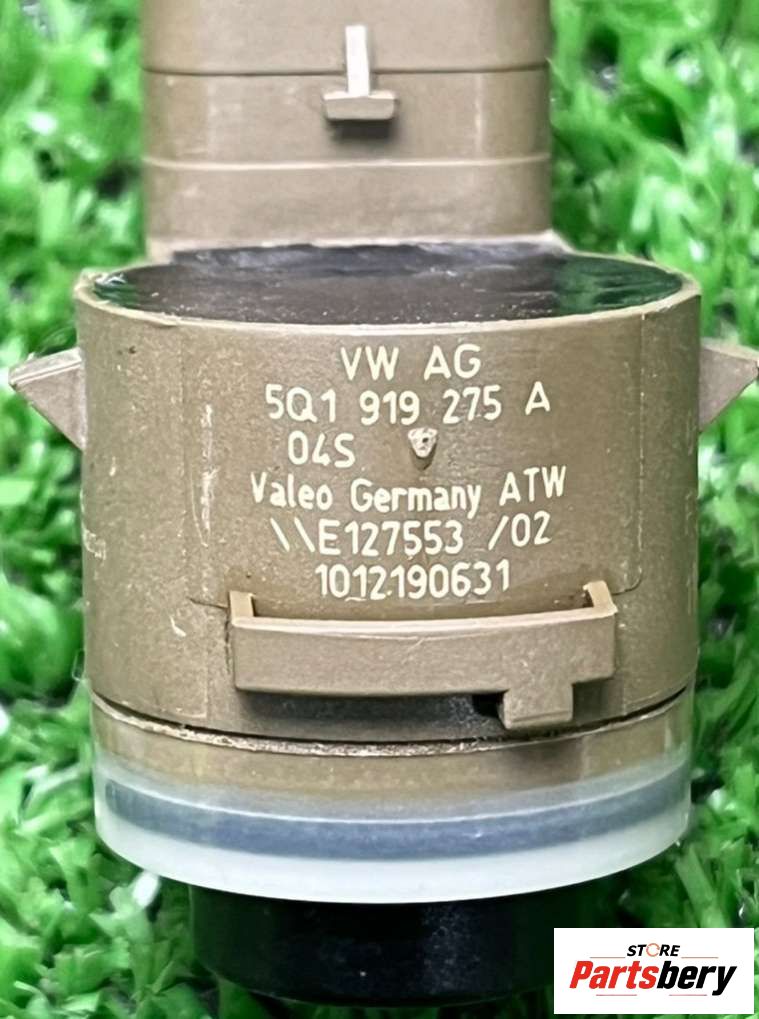 VW AG
5Q1 919 275 A
04S
Valeo Germany ATW
\\E127553 /02
1012190631
STORE
Partsbery